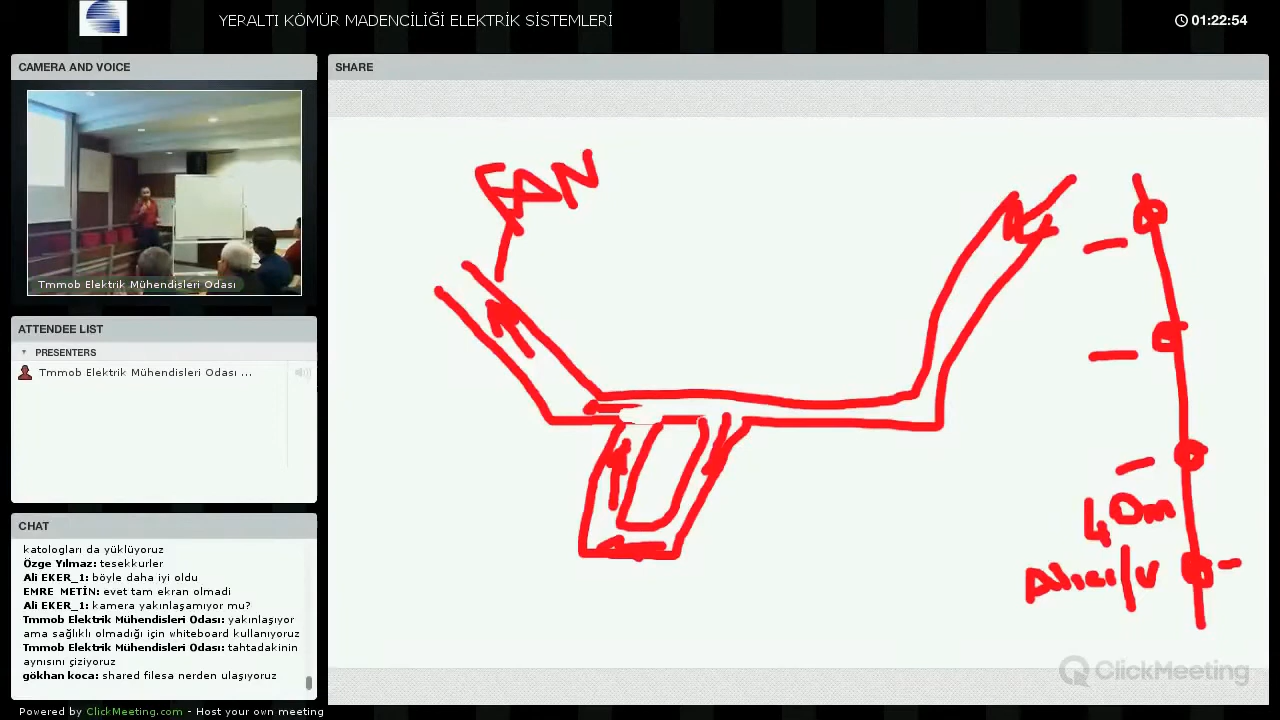 YERALTI KÖMÜR MADENCİLİĞİ ELEKTRİK SİSTEMLERİ
01:22:54
CAMERA AND VOICE
SHARE
Tmmob Elektrik Mühendisleri Odası
ATTENDEE LIST
PRESENTERS
Tmmob Elektrik Mühendisleri Odası ...
CHAT
katologları da yüklüyoruz
Özge Yılmaz: tesekkurler
Ali EKER_1: böyle daha iyi oldu
EMRE METİN: evet tam ekran olmadi
Ali EKER_1: kamera yakınlaşamıyor mu?
Tmmob Elektrik Mühendisleri Odası: yakınlaşıyor
ama sağlıklı olmadığı için whiteboard kullanıyoruz
Tmmob Elektrik Mühendisleri Odası: tahtadakinin
aynısını çiziyoruz
gökhan koca: shared filesa nerden ulaşıyoruz
FAN
40m
ClickMeeting
Powered by ClickMeeting.com - Host your own meeting